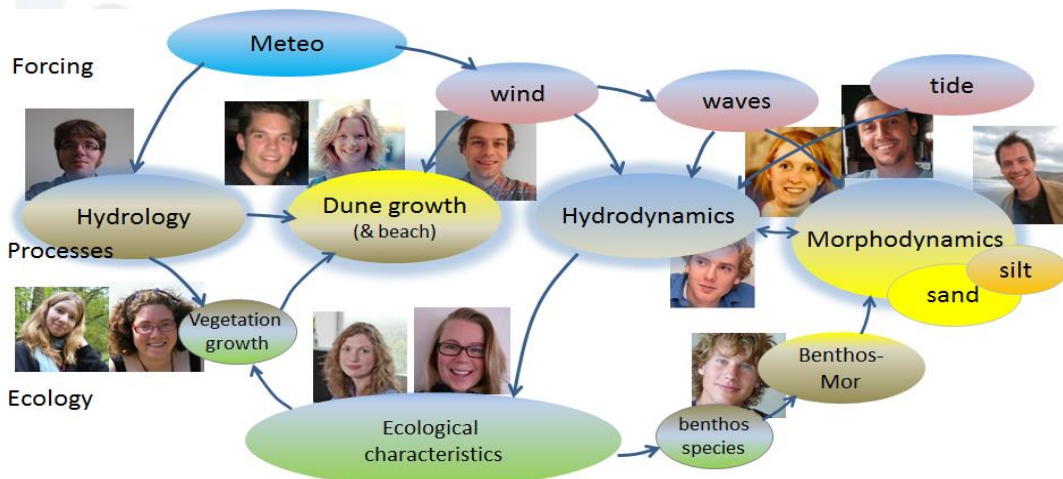 Meteo
Forcing
wind
waves
tide
Hydrology
Dune growth
(& beach)
Hydrodynamics
Morphodynamics
Processes
silt
sand
Vegetation
growth
Benthos-
Mor
Ecology
Ecological
characteristics
benthos
species